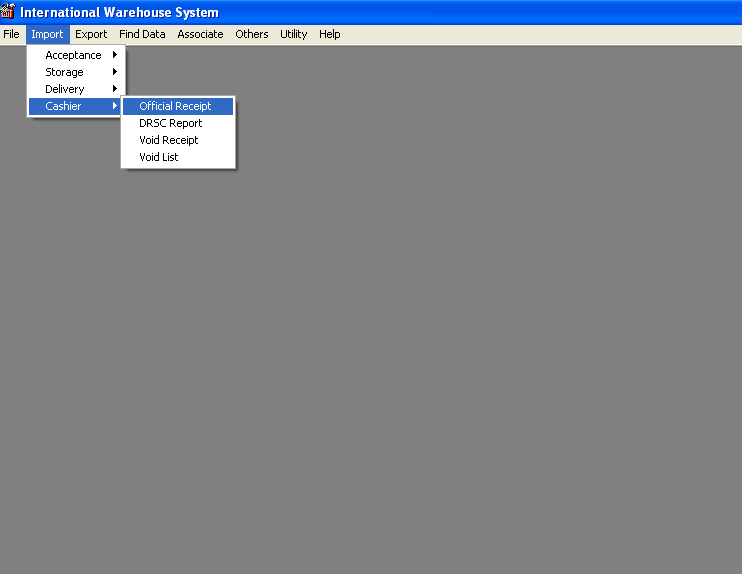 International Warehouse System
File Import Export Find Data Associate Others Utility Help
Acceptance
Storage
Delivery
Cashier
Official Receipt
DRSC Report
Void Receipt
Void List